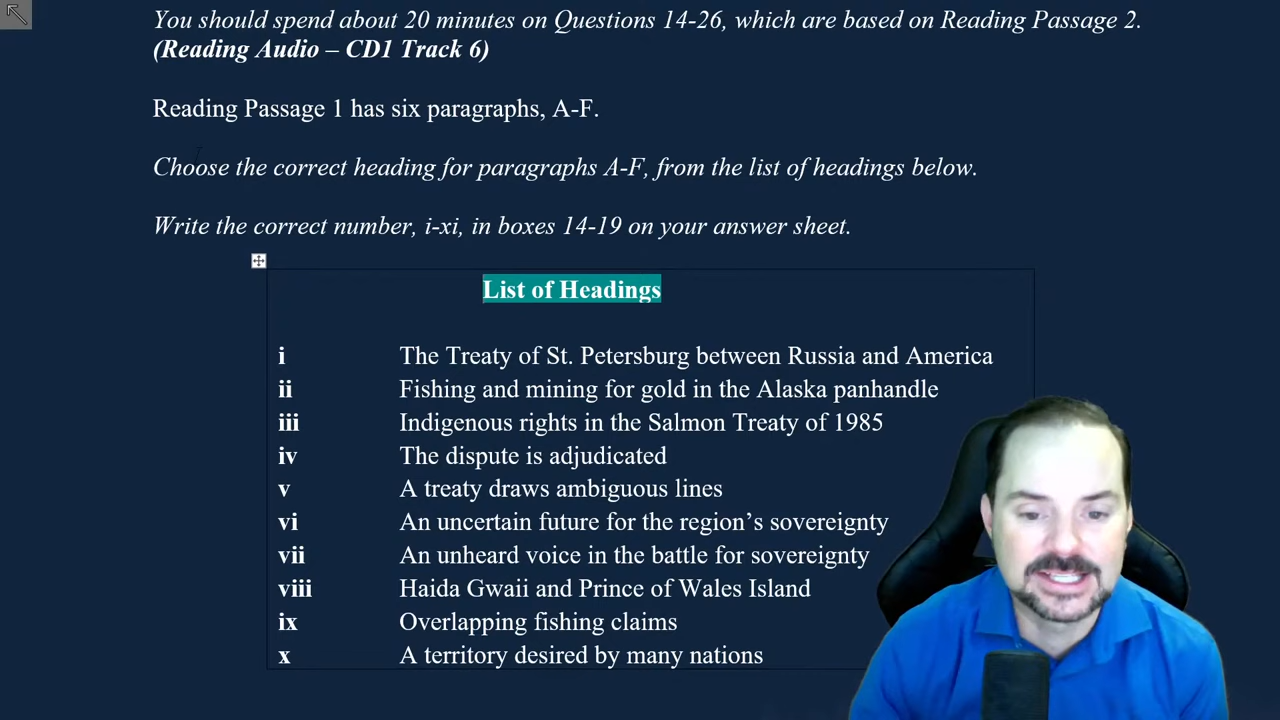 You should spend about 20 minutes on Questions 14-26, which are based on Reading Passage 2.
(Reading Audio – CD1 Track 6)
Reading Passage 1 has six paragraphs, A-F.
Choose the correct heading for paragraphs A-F, from the list of headings below.
Write the correct number, i-xi, in boxes 14-19 on your answer sheet.
List of Headings
i The Treaty of St. Petersburg between Russia and America
ii Fishing and mining for gold in the Alaska panhandle
iii Indigenous rights in the Salmon Treaty of 1985
iv The dispute is adjudicated
v A treaty draws ambiguous lines
vi An uncertain future for the region’s sovereignty
vii An unheard voice in the battle for sovereignty
viii Haida Gwaii and Prince of Wales Island
ix Overlapping fishing claims
x A territory desired by many nations